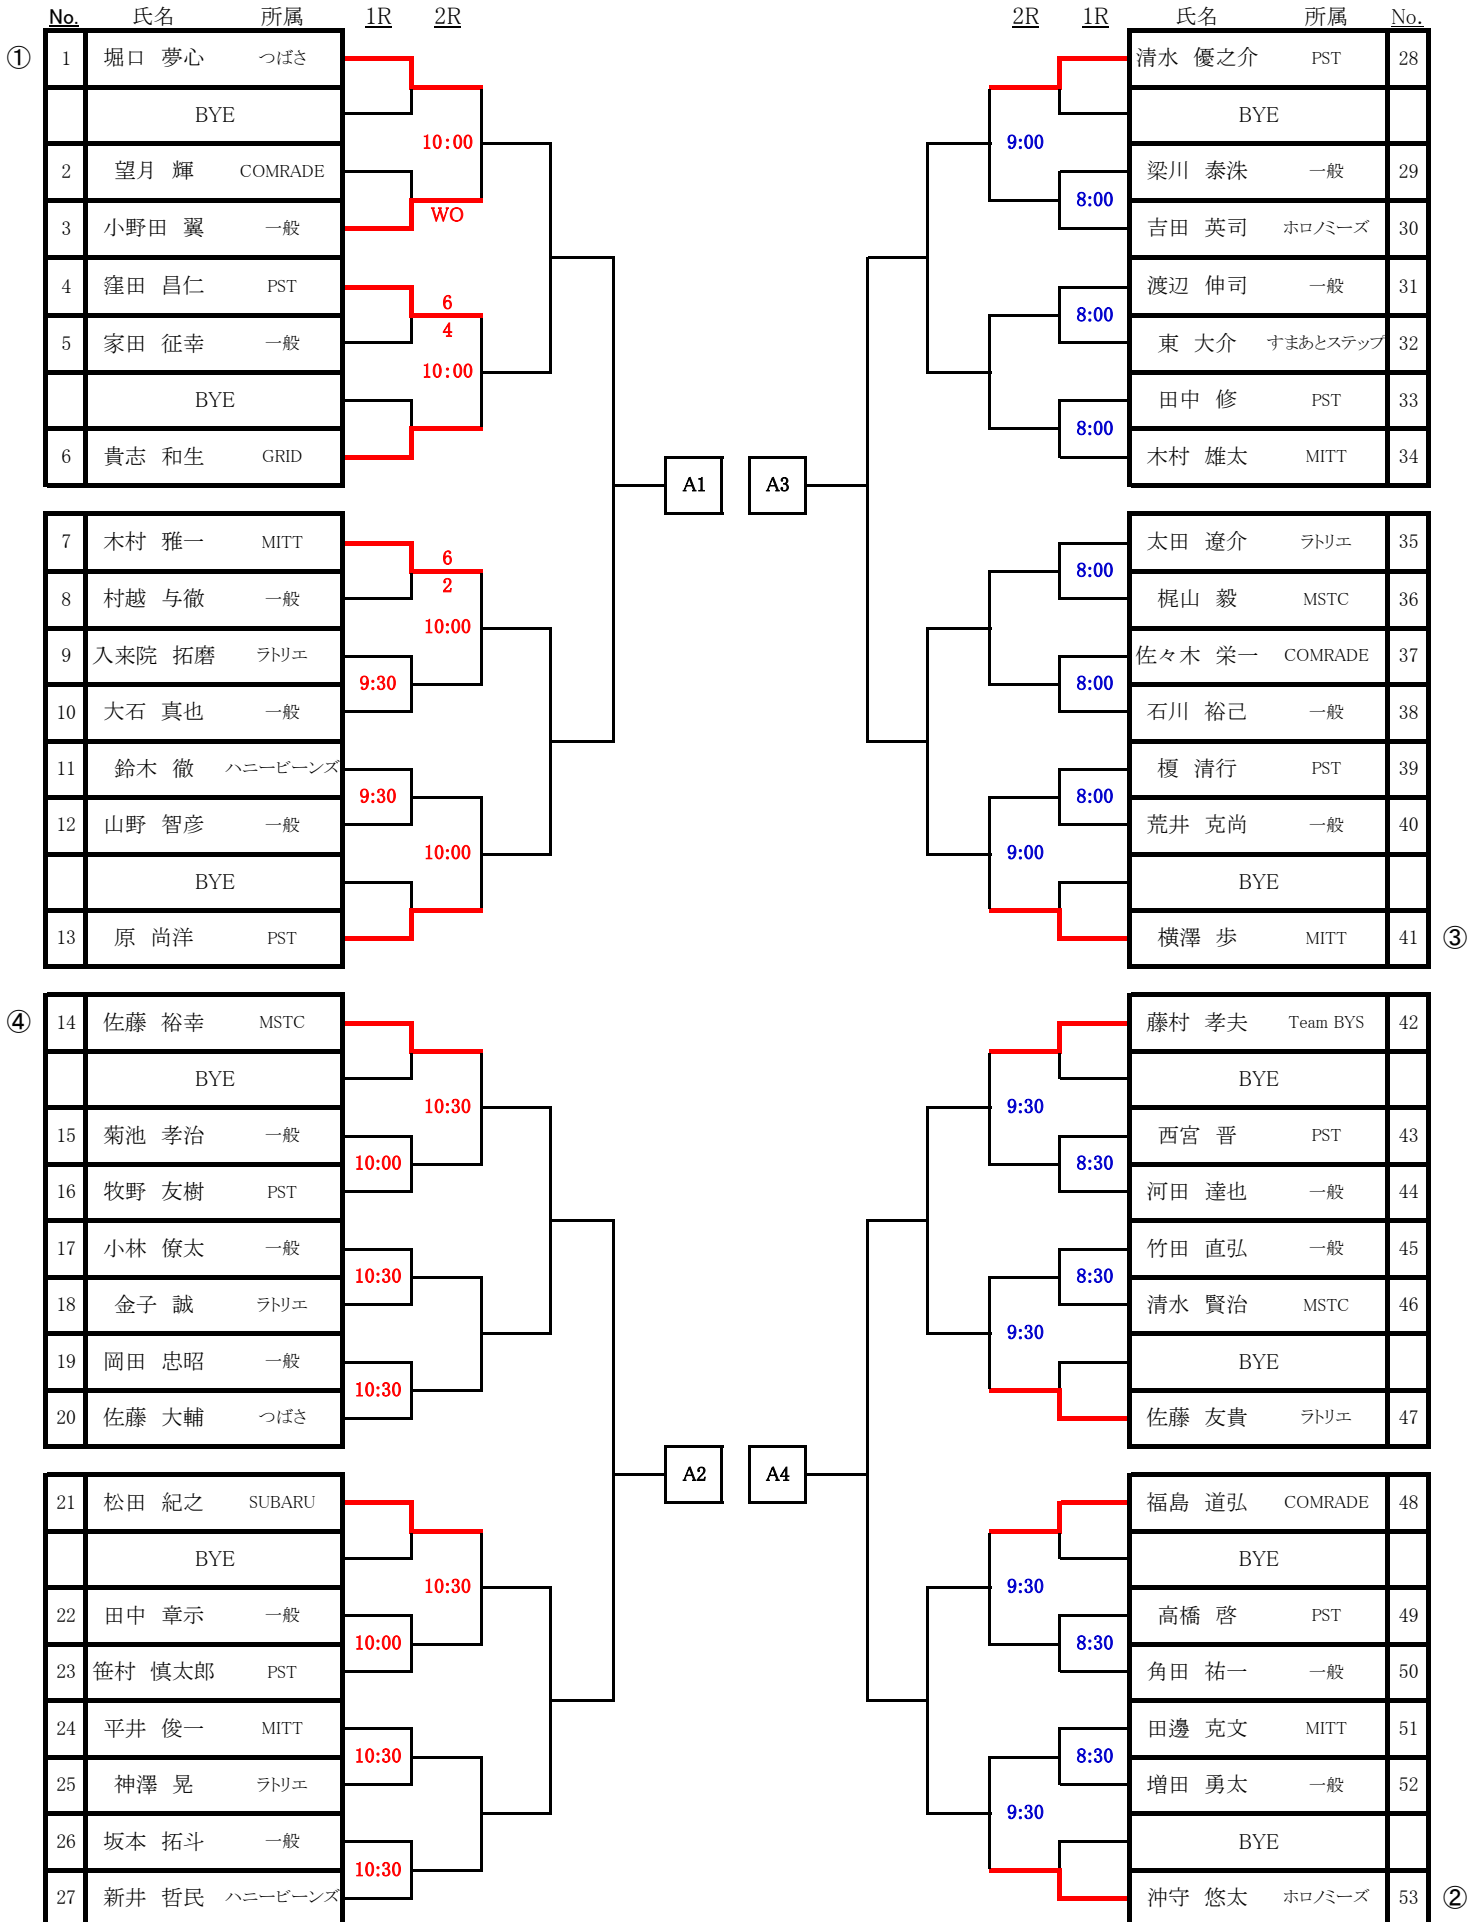 No. 氏名 所属 1R 2R
① 1 堀口 夢心 つばさ
BYE
10:00
2 望月 輝 COMRADE
WO
3 小野田 翼 一般
4 窪田 昌仁 PST
6
4
5 家田 征幸 一般
10:00
BYE
6 貴志 和生 GRID
A1
7 木村 雅一 MITT
6
2
8 村越 与徹 一般
10:00
9 入来院 拓磨 ラトリエ
9:30
10 大石 真也 一般
11 鈴木 徹 ハニービーンズ
9:30
12 山野 智彦 一般
10:00
BYE
13 原 尚洋 PST
④ 14 佐藤 裕幸 MSTC
BYE
10:30
15 菊池 孝治 一般
10:00
16 牧野 友樹 PST
17 小林 僚太 一般
10:30
18 金子 誠 ラトリエ
19 岡田 忠昭 一般
10:30
20 佐藤 大輔 つばさ
A2
21 松田 紀之 SUBARU
BYE
10:30
22 田中 章示 一般
10:00
23 笹村 慎太郎 PST
24 平井 俊一 MITT
10:30
25 神澤 晃 ラトリエ
26 坂本 拓斗 一般
10:30
27 新井 哲民 ハニービーンズ
2R 1R 氏名 所属 No.
清水 優之介 PST 28
BYE
9:00
梁川 泰洙 一般 29
8:00
吉田 英司 ホロノミーズ 30
渡辺 伸司 一般 31
8:00
東 大介 すまあとステップ 32
田中 修 PST 33
8:00
木村 雄太 MITT 34
A3
太田 遼介 ラトリエ 35
8:00
梶山 毅 MSTC 36
佐々木 栄一 COMRADE 37
8:00
石川 裕己 一般 38
榎 清行 PST 39
8:00
荒井 克尚 一般 40
9:00
BYE
横澤 歩 MITT 41 ③
藤村 孝夫 Team BYS 42
BYE
9:30
西宮 晋 PST 43
8:30
河田 達也 一般 44
竹田 直弘 一般 45
8:30
清水 賢治 MSTC 46
9:30
BYE
佐藤 友貴 ラトリエ 47
A4
福島 道弘 COMRADE 48
BYE
9:30
高橋 啓 PST 49
8:30
角田 祐一 一般 50
田邊 克文 MITT 51
8:30
増田 勇太 一般 52
9:30
BYE
沖守 悠太 ホロノミーズ 53 ②